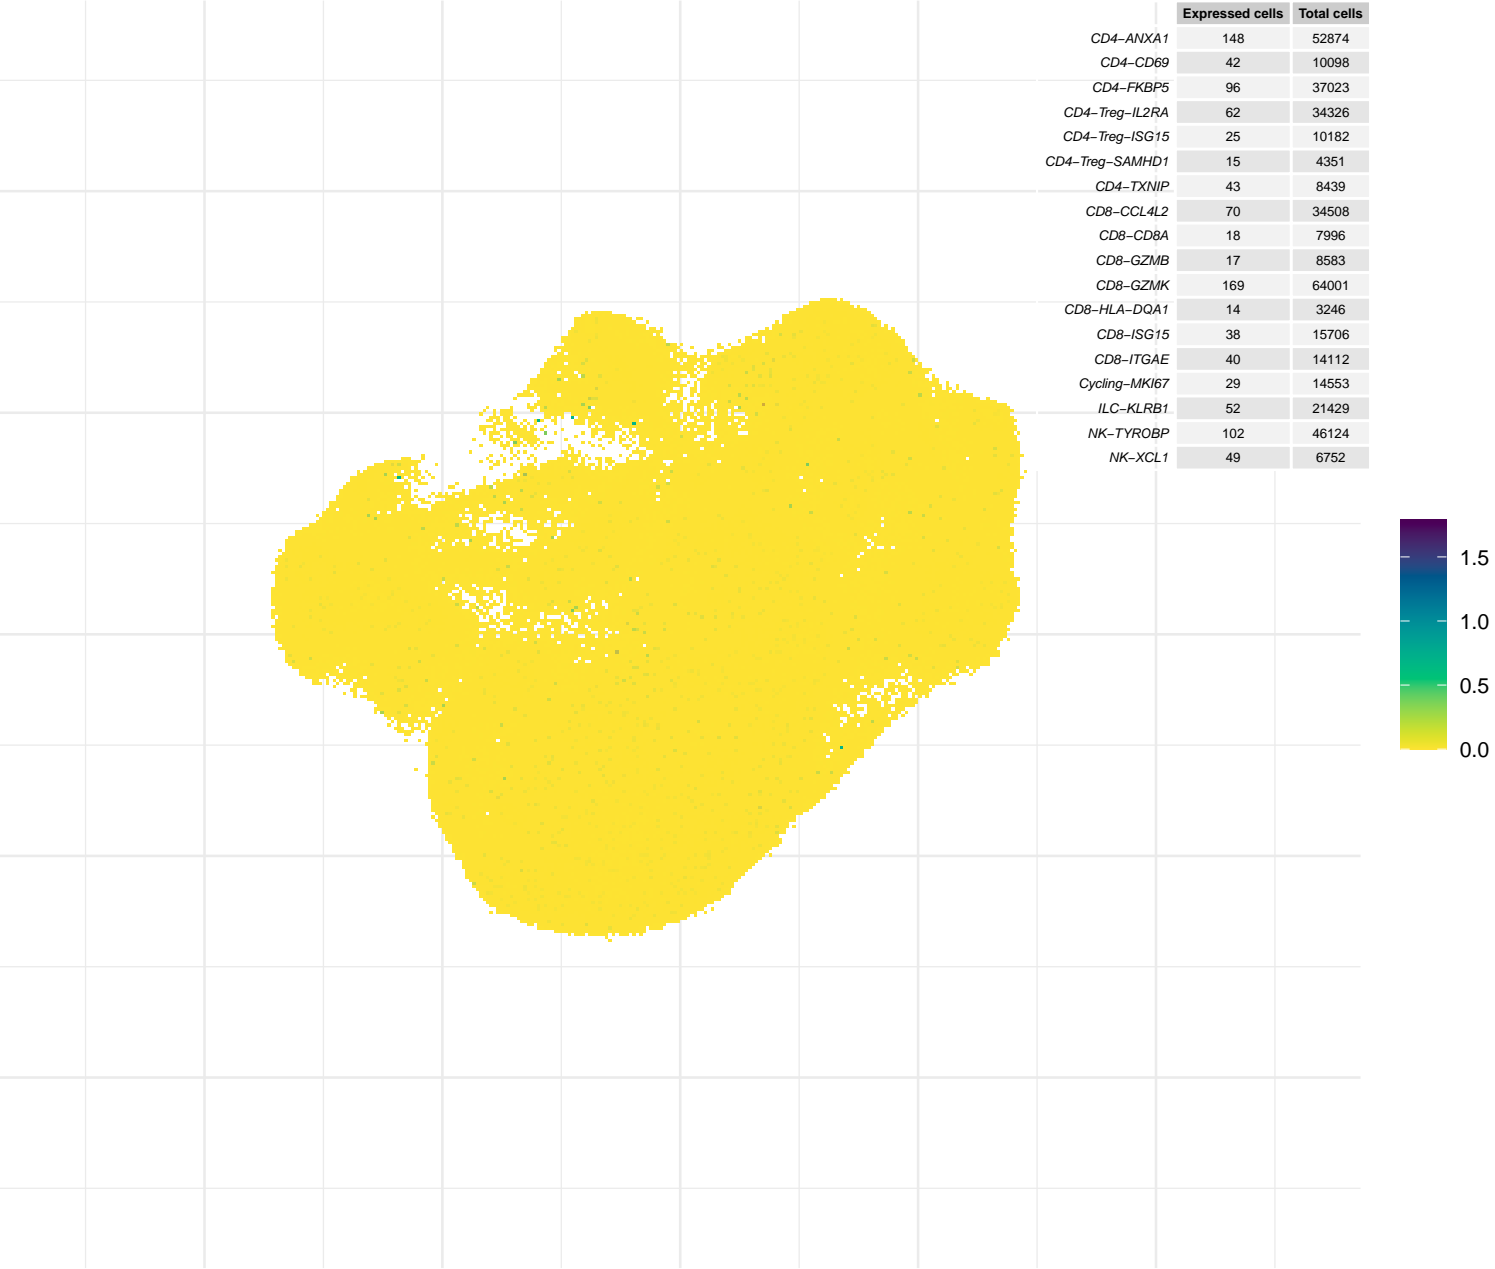 Expressed cells Total cells
CD4−ANXA1 148 52874
CD4−CD69 42 10098
CD4−FKBP5 96 37023
CD4−Treg−IL2RA 62 34326
CD4−Treg−ISG15 25 10182
CD4−Treg−SAMHD1 15 4351
CD4−TXNIP 43 8439
CD8−CCL4L2 70 34508
CD8−CD8A 18 7996
CD8−GZMB 17 8583
CD8−GZMK 169 64001
CD8−HLA−DQA1 14 3246
CD8−ISG15 38 15706
CD8−ITGAE 40 14112
Cycling−MKI67 29 14553
ILC−KLRB1 52 21429
NK−TYROBP 102 46124
NK−XCL1 49 6752
1.5
1.0
0.5
0.0